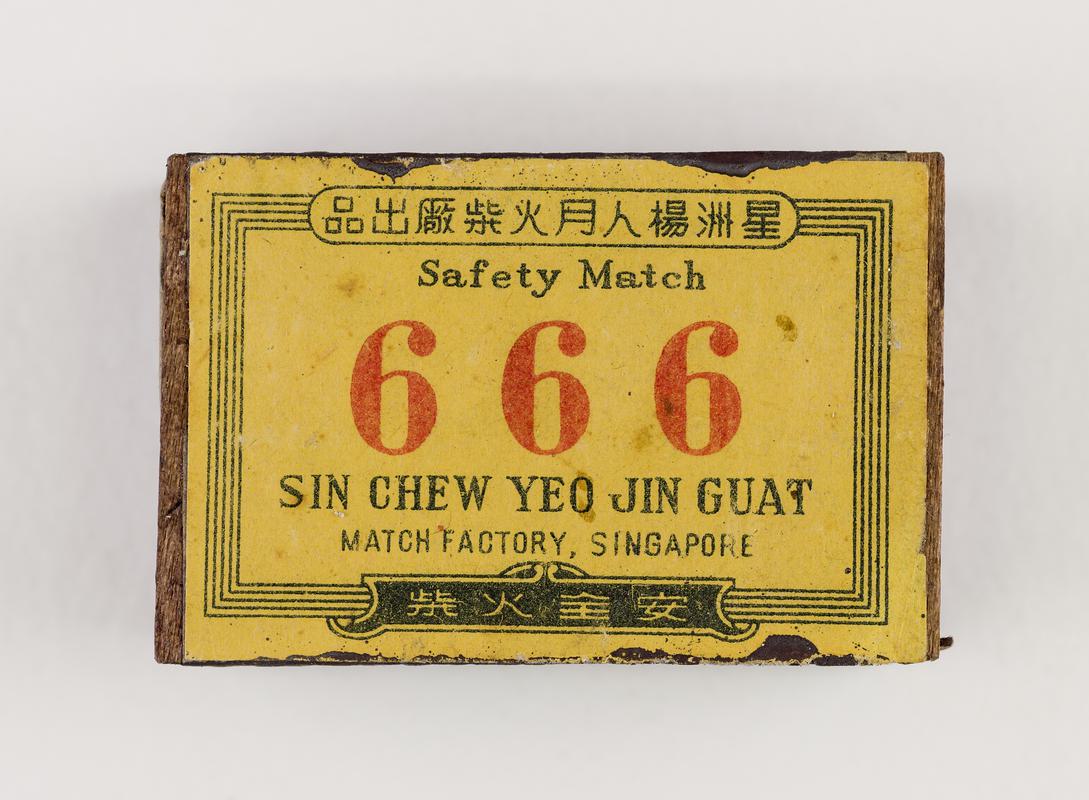 星洲楊人月火柴廠出品
Safety Match
666
SIN CHEW YEO JIN GUAT
MATCH FACTORY, SINGAPORE
安全火柴